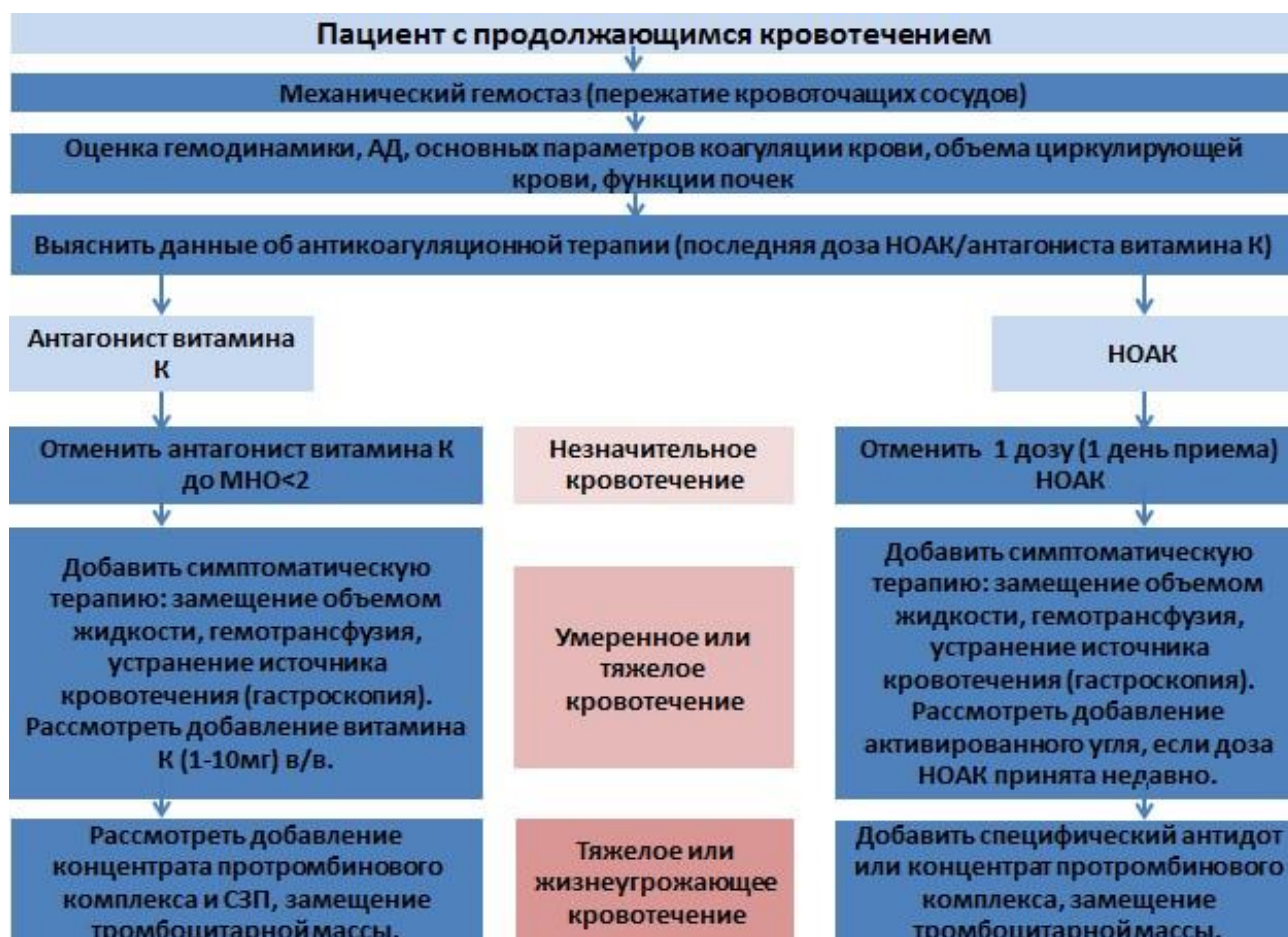 Пациент с продолжающимся кровотечением
Механический гемостаз (пережатие кровоточащих сосудов)
Оценка гемодинамики, АД, основных параметров коагуляции крови, объема циркулирующей
крови, функции почек
Выяснить данные об антикоагуляционной терапии (последняя доза НОАК/антагониста витамина К)
Антагонист витамина
К
НОАК
Отменить антагонист витамина К
до МНО<2
Незначительное
кровотечение
Отменить 1 дозу (1 день приема)
НОАК
Добавить симптоматическую
терапию: замещение объемом
жидкости, гемотрансфузия,
устранение источника
кровотечения (гастроскопия).
Рассмотреть добавление витамина
К (1-10мг) в/в.
Умеренное или
тяжелое
кровотечение
Добавить симптоматическую
терапию: замещение объемом
жидкости, гемотрансфузия,
устранение источника
кровотечения (гастроскопия).
Рассмотреть добавление
активированного угля, если доза
НОАК принята недавно.
Рассмотреть добавление
концентрата протромбинового
комплекса и СЗП, замещение
тромбоцитарной массы.
Тяжелое или
жизнеугрожающее
кровотечение
Добавить специфический антидот
или концентрат протромбинового
комплекса, замещение
тромбоцитарной массы.